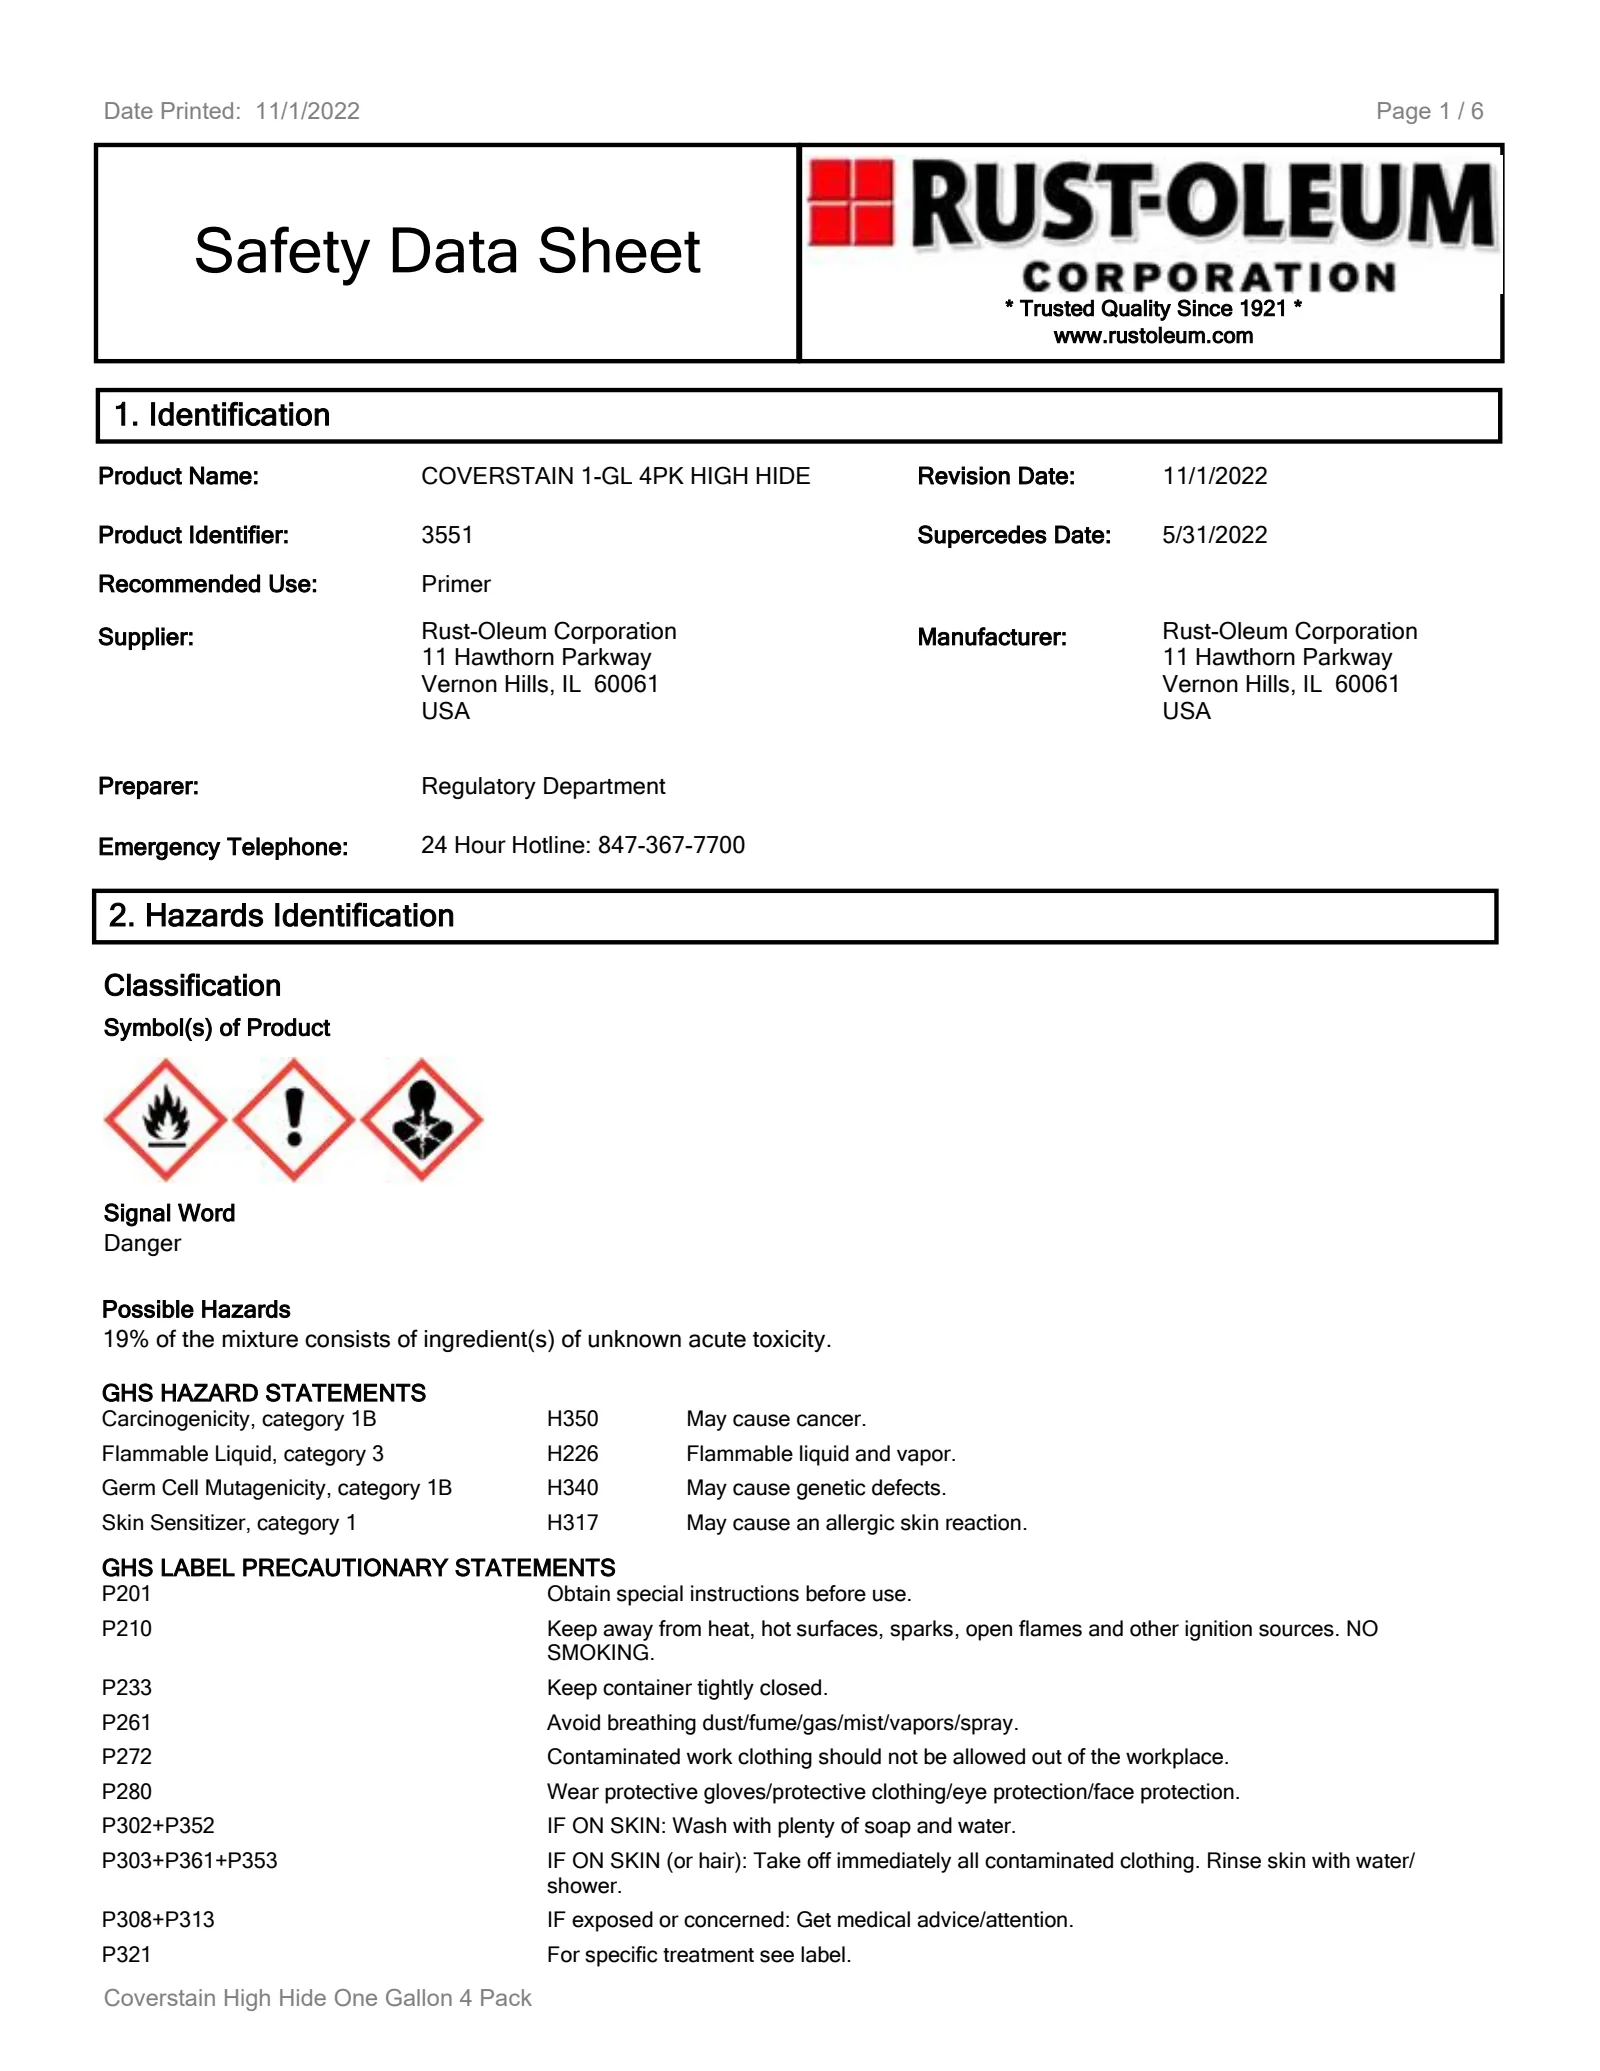 Date Printed: 11/1/2022
Page 1 / 6
Safety Data Sheet
RUST-OLEUM
CORPORATION
* Trusted Quality Since 1921 *
www.rustoleum.com
1. Identification
Product Name: COVERSTAIN 1-GL 4PK HIGH HIDE Revision Date: 11/1/2022
Product Identifier: 3551 Supercedes Date: 5/31/2022
Recommended Use: Primer
Supplier: Rust-Oleum Corporation
11 Hawthorn Parkway
Vernon Hills, IL 60061
USA
Manufacturer: Rust-Oleum Corporation
11 Hawthorn Parkway
Vernon Hills, IL 60061
USA
Preparer: Regulatory Department
Emergency Telephone: 24 Hour Hotline: 847-367-7700
2. Hazards Identification
Classification
Symbol(s) of Product
Signal Word
Danger
Possible Hazards
19% of the mixture consists of ingredient(s) of unknown acute toxicity.
GHS HAZARD STATEMENTS
Carcinogenicity, category 1B H350 May cause cancer.
Flammable Liquid, category 3 H226 Flammable liquid and vapor.
Germ Cell Mutagenicity, category 1B H340 May cause genetic defects.
Skin Sensitizer, category 1 H317 May cause an allergic skin reaction.
GHS LABEL PRECAUTIONARY STATEMENTS
P201 Obtain special instructions before use.
P210 Keep away from heat, hot surfaces, sparks, open flames and other ignition sources. NO
SMOKING.
P233 Keep container tightly closed.
P261 Avoid breathing dust/fume/gas/mist/vapors/spray.
P272 Contaminated work clothing should not be allowed out of the workplace.
P280 Wear protective gloves/protective clothing/eye protection/face protection.
P302+P352 IF ON SKIN: Wash with plenty of soap and water.
P303+P361+P353 IF ON SKIN (or hair): Take off immediately all contaminated clothing. Rinse skin with water/
shower.
P308+P313 IF exposed or concerned: Get medical advice/attention.
P321 For specific treatment see label.
Coverstain High Hide One Gallon 4 Pack